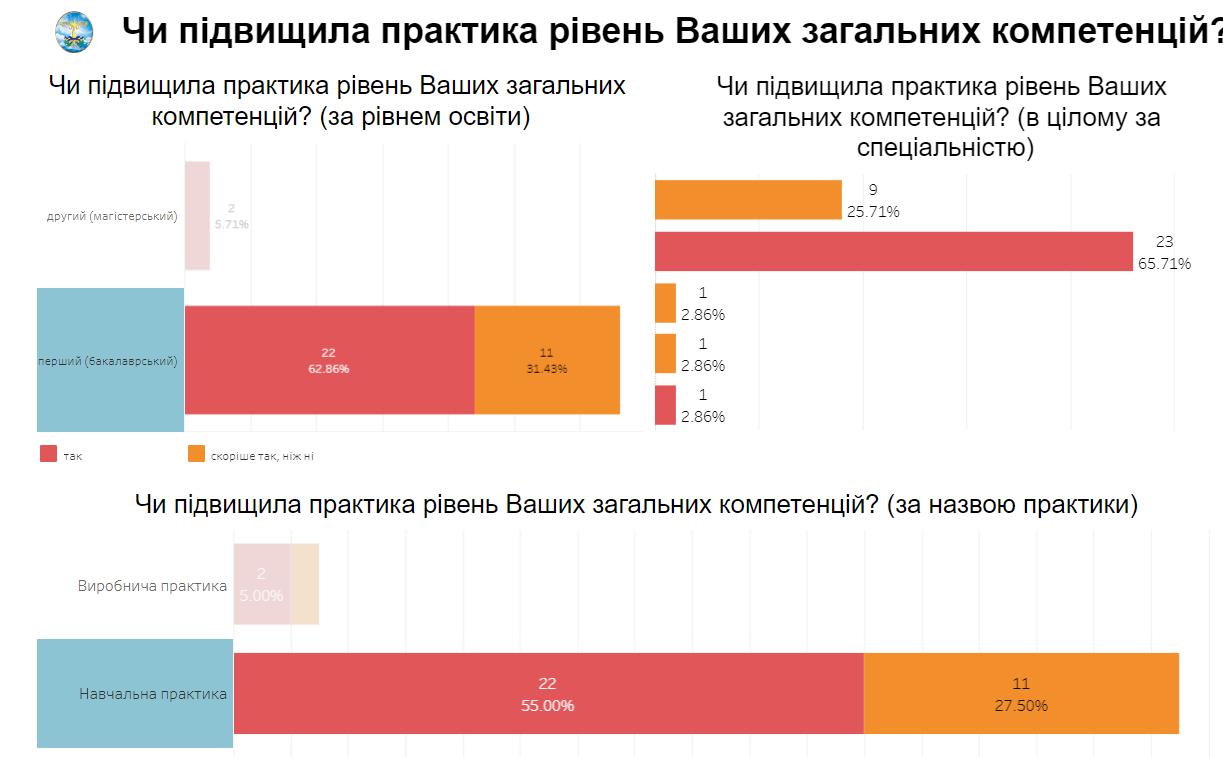 Чи підвищила практика рівень Ваших загальних компетенцій?
Чи підвищила практика рівень Ваших загальних
компетенцій? (за рівнем освіти)
другий (магістерський)
2
5.71%
перший (бакалаврський)
22
62.86%
11
31.43%
так
скоріше так, ніж ні
Чи підвищила практика рівень Ваших
загальних компетенцій? (в цілому за
спеціальністю)
9
25.71%
23
65.71%
1
2.86%
1
2.86%
1
2.86%
Чи підвищила практика рівень Ваших загальних компетенцій? (за назвою практики)
Виробнича практика
2
5.00%
Навчальна практика
22
55.00%
11
27.50%